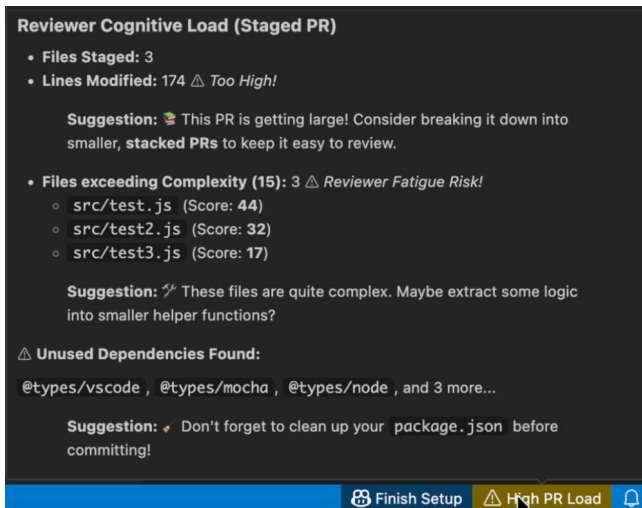 Reviewer Cognitive Load (Staged PR)
• Files Staged: 3
• Lines Modified: 174 ⚠ Too High!
Suggestion: 📚 This PR is getting large! Consider breaking it down into
smaller, stacked PRs to keep it easy to review.
• Files exceeding Complexity (15): 3 ⚠ Reviewer Fatigue Risk!
◦ src/test.js (Score: 44)
◦ src/test2.js (Score: 32)
◦ src/test3.js (Score: 17)
Suggestion: 🛠 These files are quite complex. Maybe extract some logic
into smaller helper functions?
⚠ Unused Dependencies Found:
@types/vscode , @types/mocha , @types/node , and 3 more...
Suggestion: 🧹 Don't forget to clean up your package.json before
committing!
Finish Setup ⚠ High PR Load